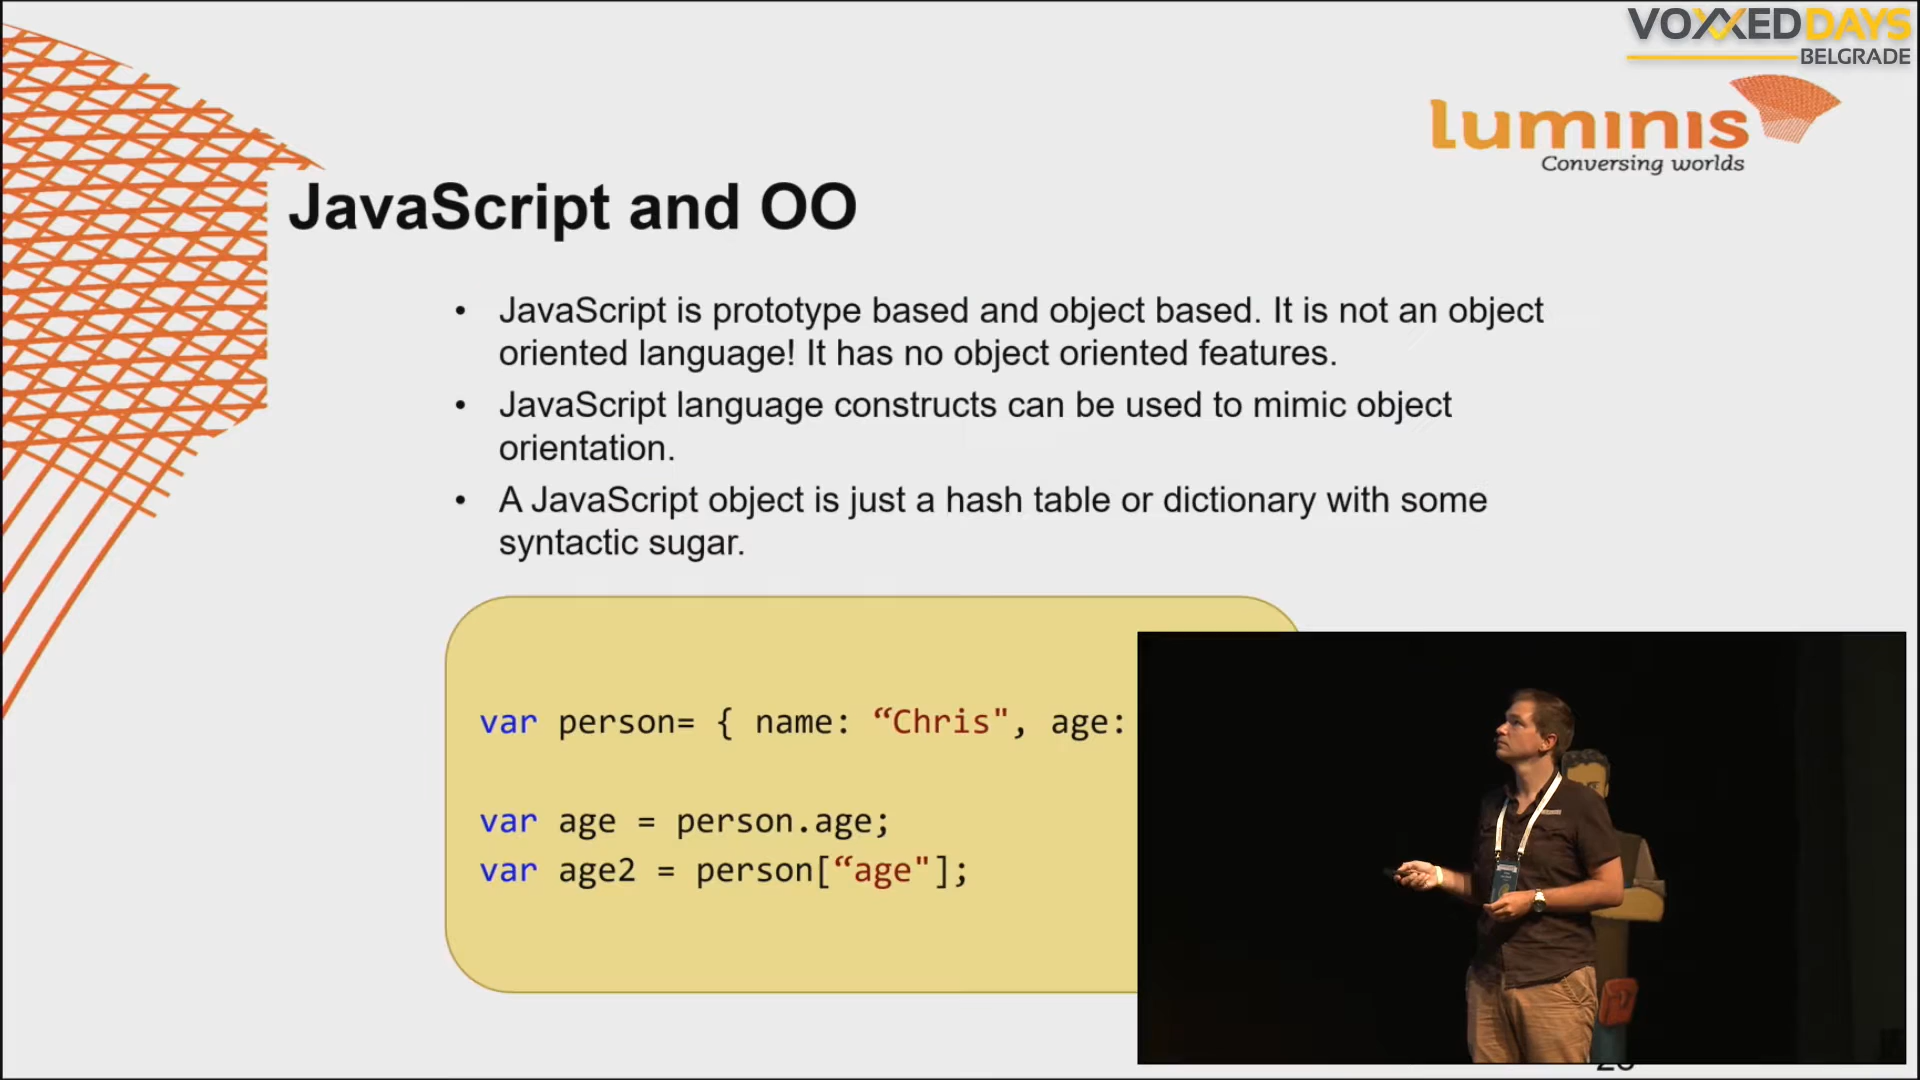 VOXXED DAYS
BELGRADE
luminis
Conversing worlds
JavaScript and OO
• JavaScript is prototype based and object based. It is not an object
oriented language! It has no object oriented features.
• JavaScript language constructs can be used to mimic object
orientation.
• A JavaScript object is just a hash table or dictionary with some
syntactic sugar.
var person= { name: “Chris", age:
var age = person.age;
var age2 = person[“age"];